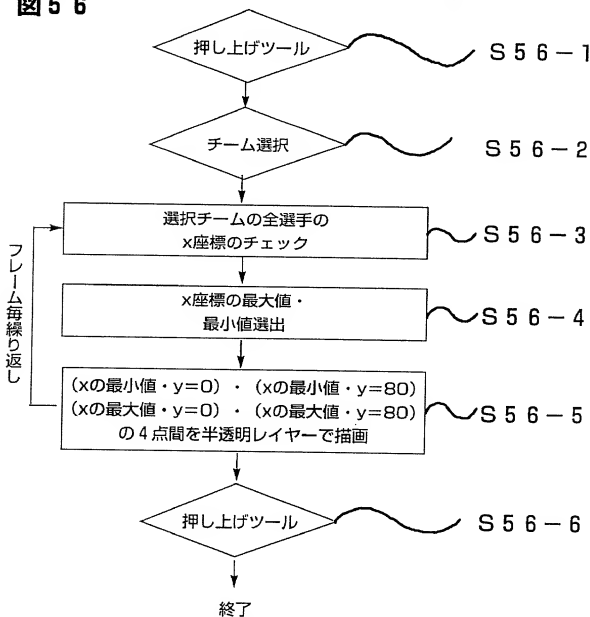 図56
押し上げツール
S56-1
チーム選択
S56-2
選択チームの全選手の
x座標のチェック
S56-3
フレーム毎繰り返し
x座標の最大値・
最小値選出
S56-4
(xの最小値・y=0)・(xの最小値・y=80)
(xの最大値・y=0)・(xの最大値・y=80)
の4点間を半透明レイヤーで描画
S56-5
押し上げツール
S56-6
終了